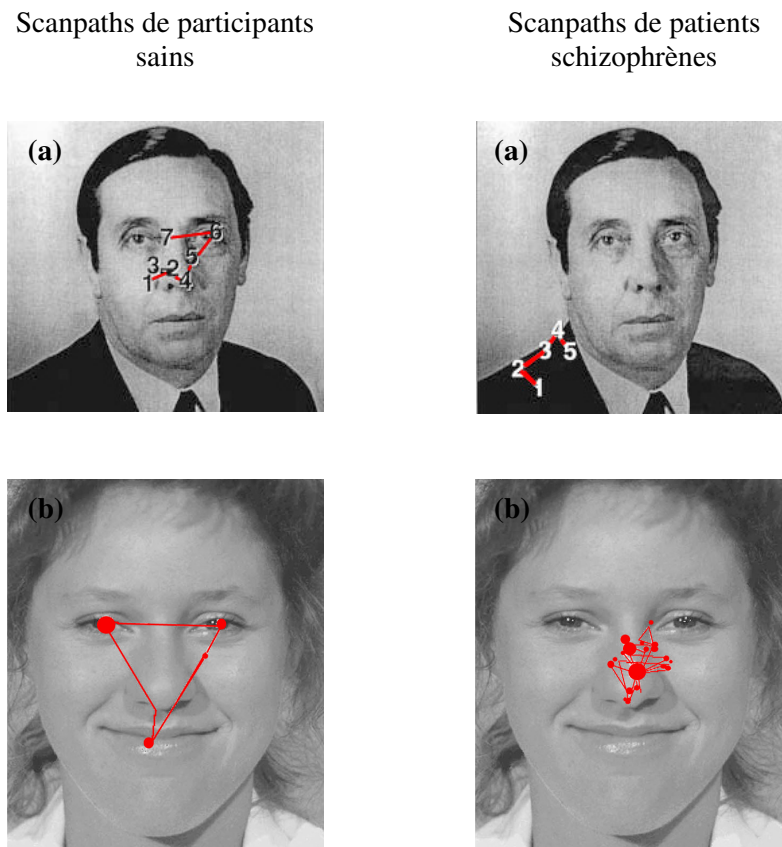 Scanpaths de participants
sains
Scanpaths de patients
schizophrènes
(a)
7 6
5
3 2
1 4
(a)
4
3 5
2
1
(b)
(b)